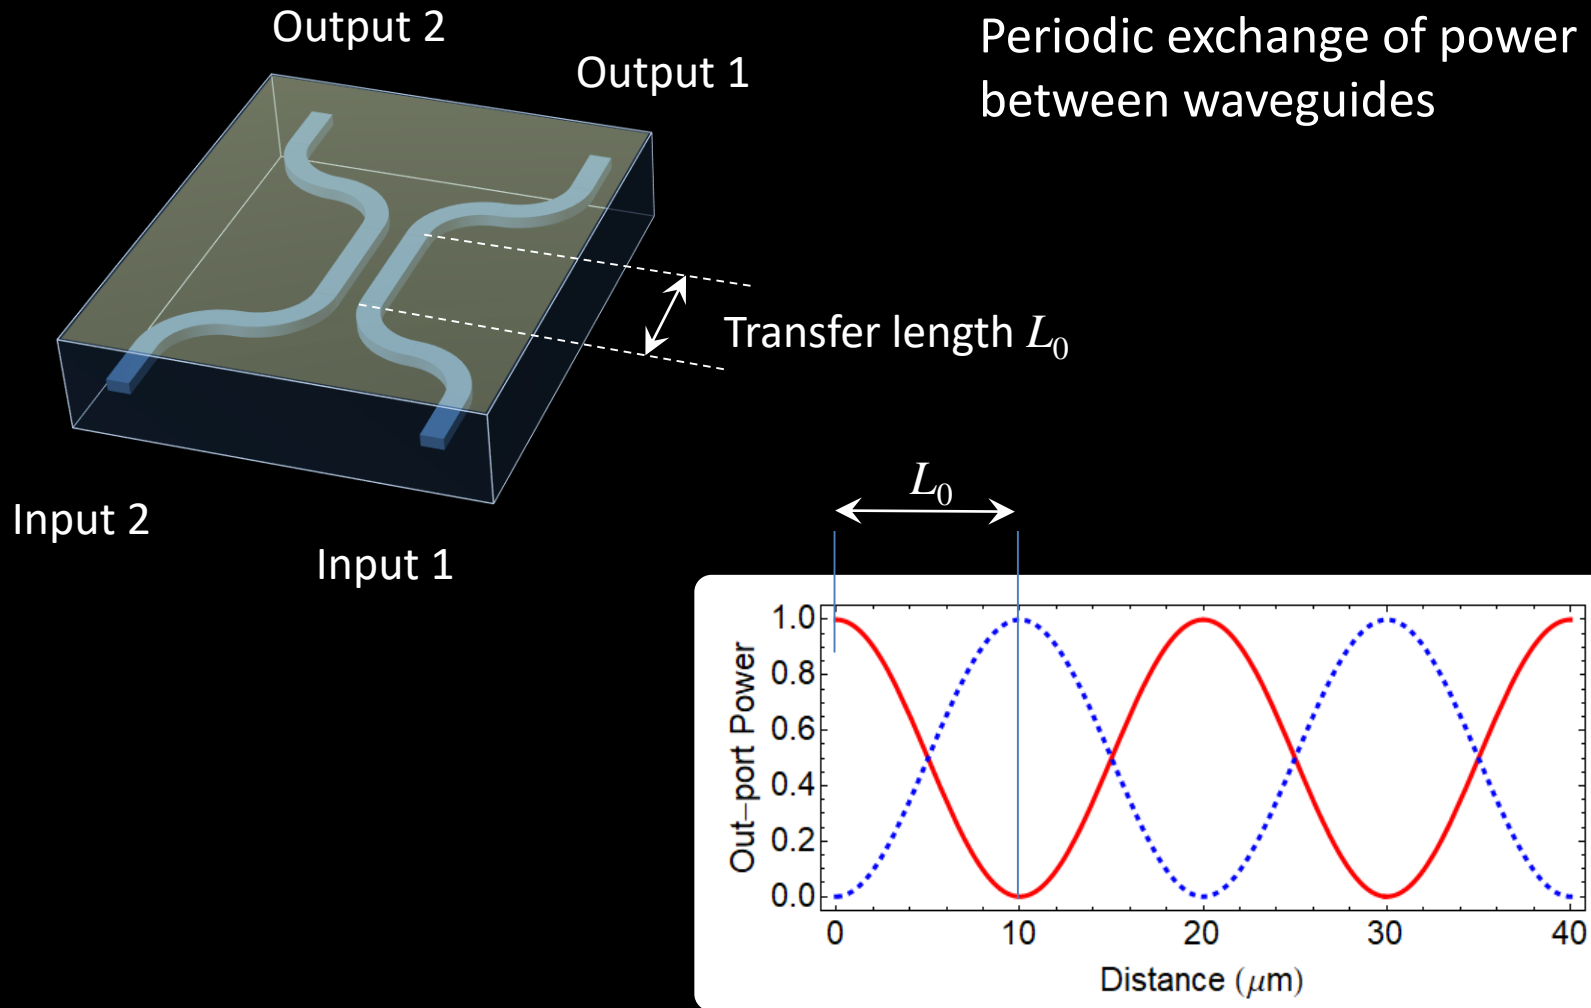 Output 2
Output 1
Periodic exchange of power
between waveguides
Transfer length L₀
Input 2
Input 1
L₀
1.0
0.8
0.6
0.4
0.2
0.0
Out−port Power
0 10 20 30 40
Distance (μm)